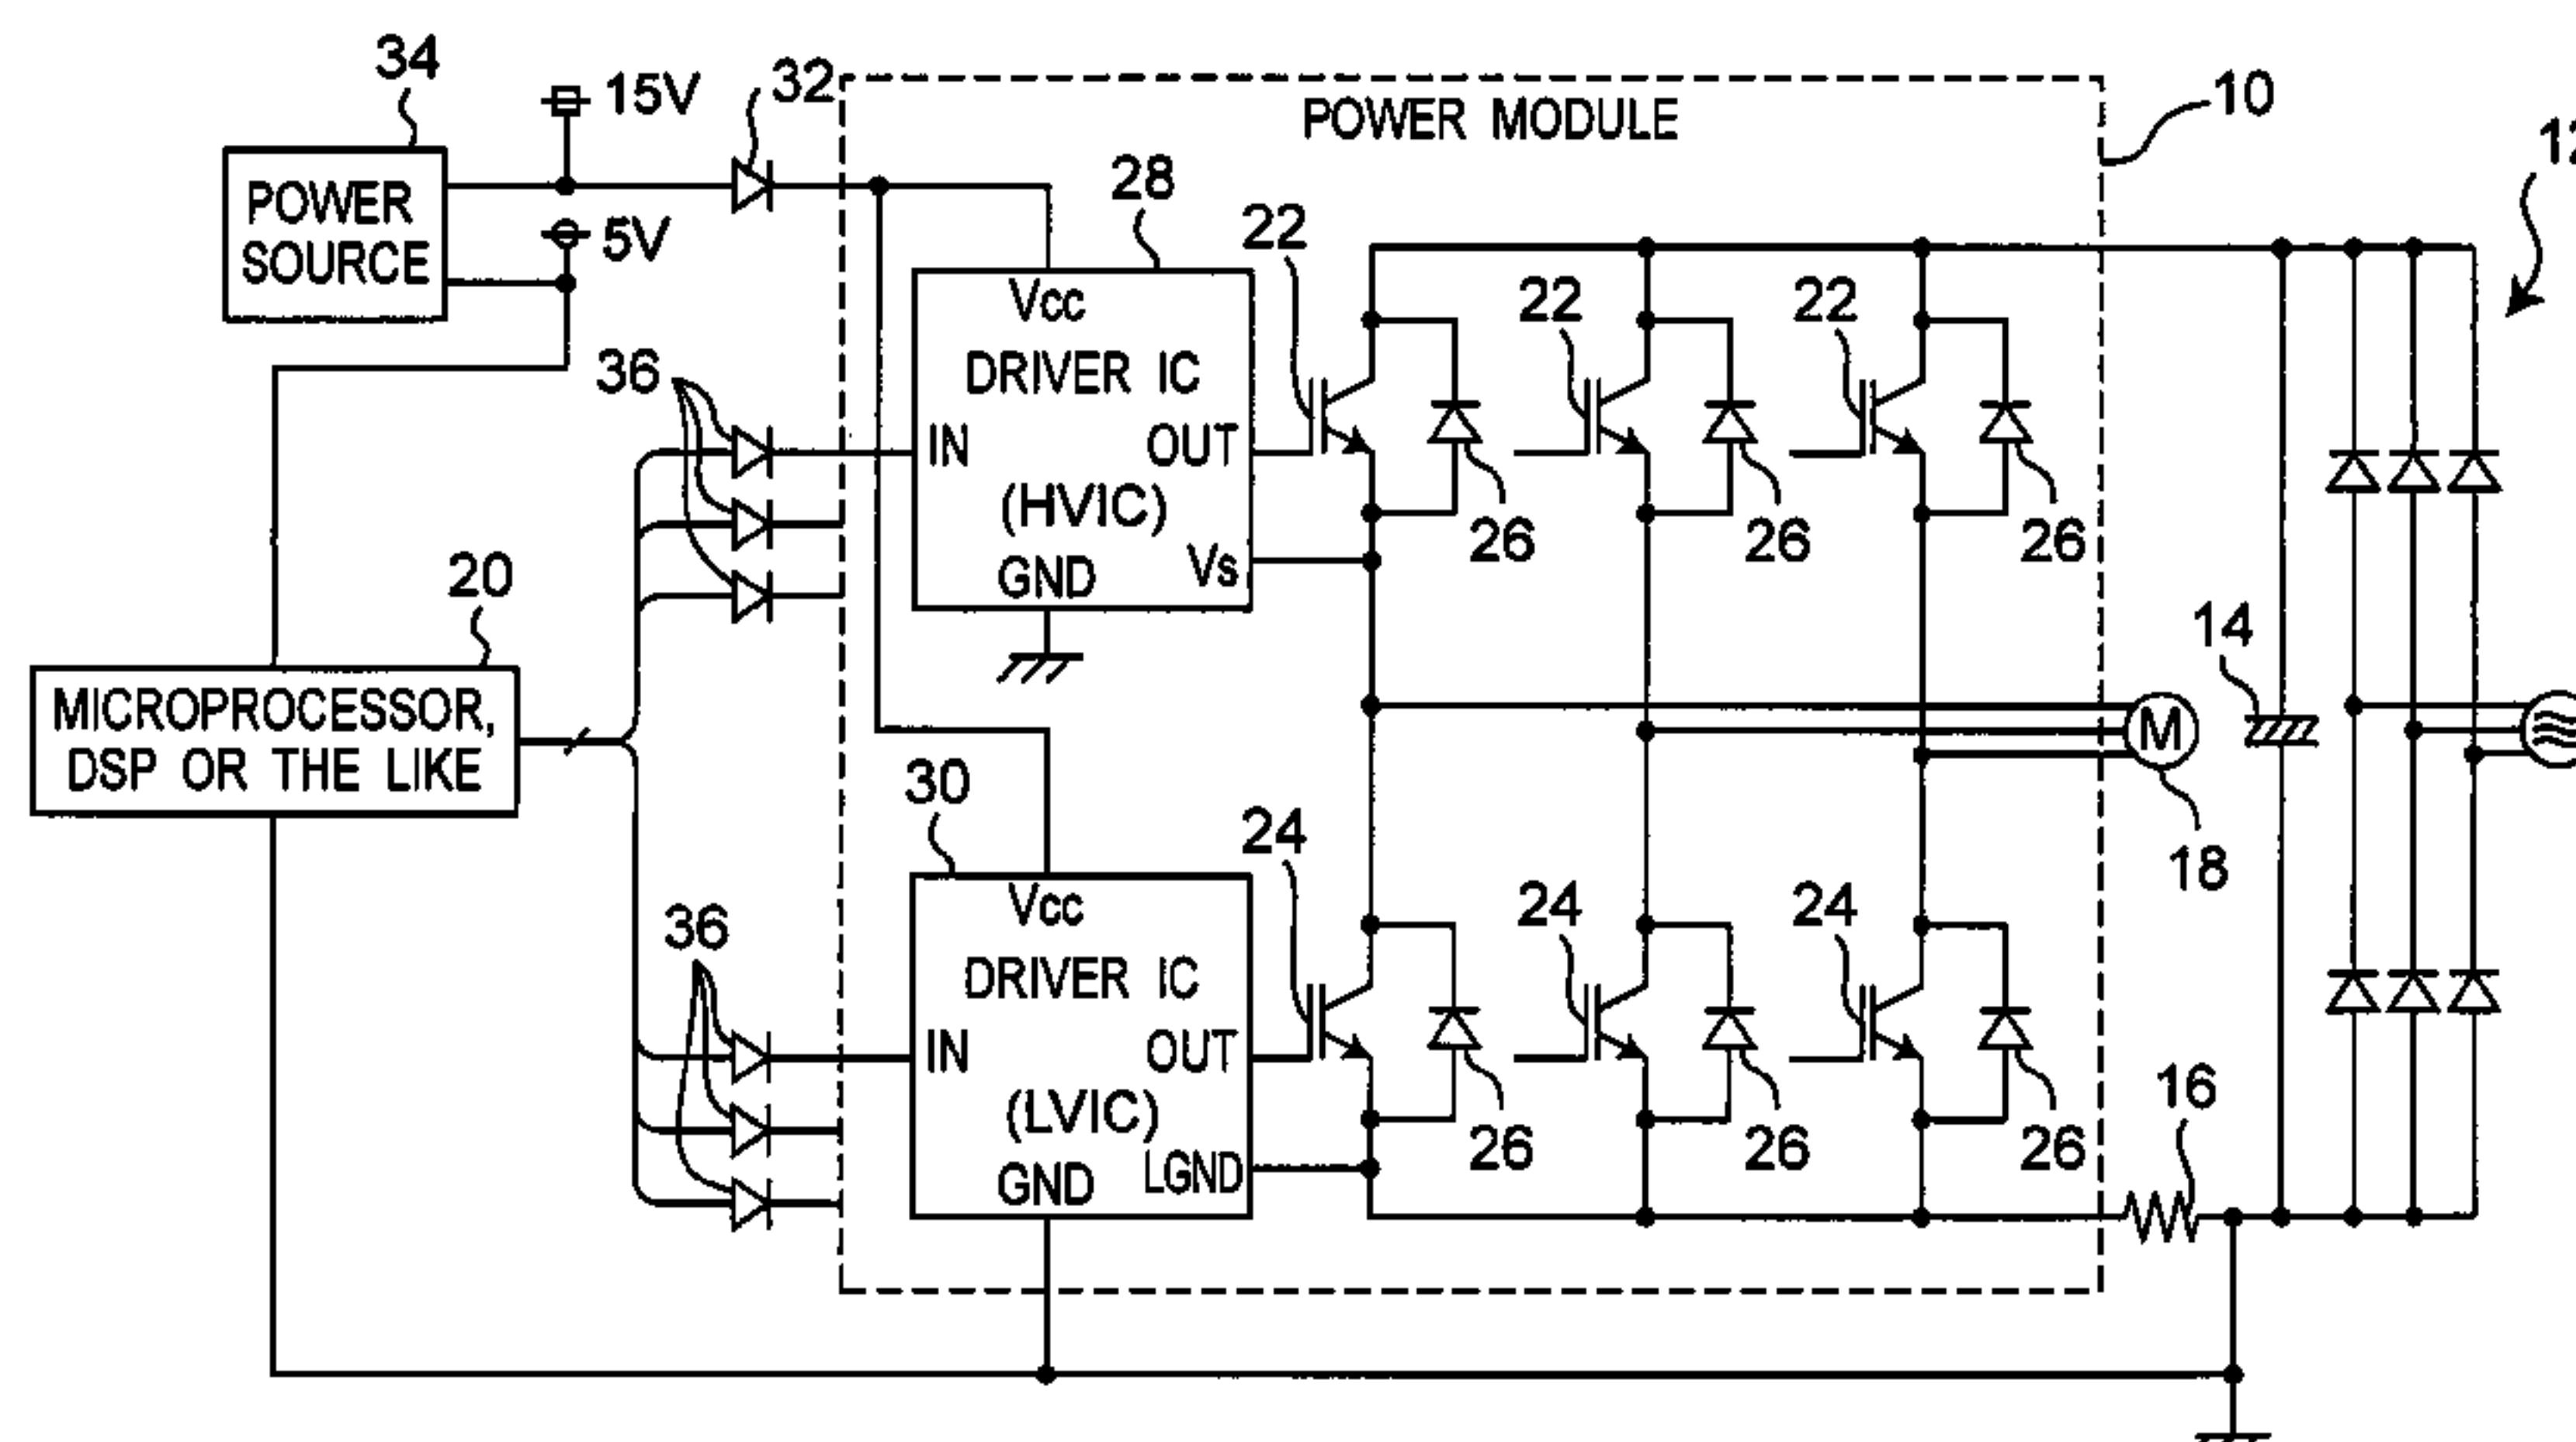 34
15V
32
POWER MODULE
10
POWER
SOURCE
5V
28
22
22
22
Vcc
DRIVER IC
IN
OUT
(HVIC)
GND
Vs
36
26
26
26
20
MICROPROCESSOR,
DSP OR THE LIKE
14
M
18
30
24
24
24
Vcc
DRIVER IC
IN
OUT
(LVIC)
GND
LGND
36
26
26
26
16